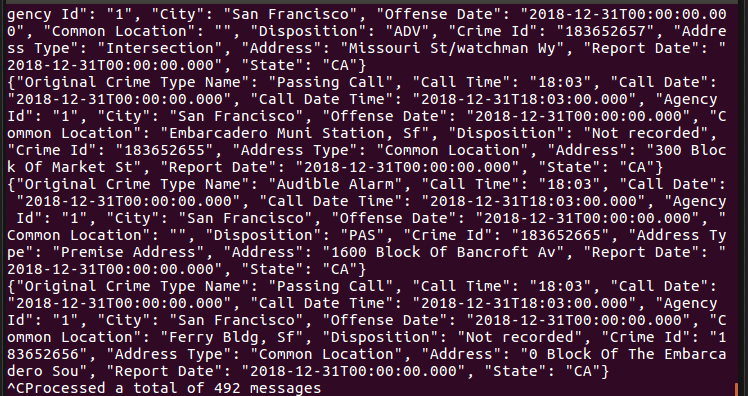 gency Id": "1", "City": "San Francisco", "Offense Date": "2018-12-31T00:00:00.00
0", "Common Location": "", "Disposition": "ADV", "Crime Id": "183652657", "Addre
ss Type": "Intersection", "Address": "Missouri St/watchman Wy", "Report Date": "
2018-12-31T00:00:00.000", "State": "CA"}
{"Original Crime Type Name": "Passing Call", "Call Time": "18:03", "Call Date":
"2018-12-31T00:00:00.000", "Call Date Time": "2018-12-31T18:03:00.000", "Agency
Id": "1", "City": "San Francisco", "Offense Date": "2018-12-31T00:00:00.000", "C
ommon Location": "Embarcadero Muni Station, Sf", "Disposition": "Not recorded",
"Crime Id": "183652655", "Address Type": "Common Location", "Address": "300 Bloc
k Of Market St", "Report Date": "2018-12-31T00:00:00.000", "State": "CA"}
{"Original Crime Type Name": "Audible Alarm", "Call Time": "18:03", "Call Date":
"2018-12-31T00:00:00.000", "Call Date Time": "2018-12-31T18:03:00.000", "Agency
Id": "1", "City": "San Francisco", "Offense Date": "2018-12-31T00:00:00.000", "
Common Location": "", "Disposition": "PAS", "Crime Id": "183652665", "Address Ty
pe": "Premise Address", "Address": "1600 Block Of Bancroft Av", "Report Date": "
2018-12-31T00:00:00.000", "State": "CA"}
{"Original Crime Type Name": "Passing Call", "Call Time": "18:03", "Call Date":
"2018-12-31T00:00:00.000", "Call Date Time": "2018-12-31T18:03:00.000", "Agency
Id": "1", "City": "San Francisco", "Offense Date": "2018-12-31T00:00:00.000", "C
ommon Location": "Ferry Bldg, Sf", "Disposition": "Not recorded", "Crime Id": "1
83652656", "Address Type": "Common Location", "Address": "0 Block Of The Embarca
dero Sou", "Report Date": "2018-12-31T00:00:00.000", "State": "CA"}
^CProcessed a total of 492 messages